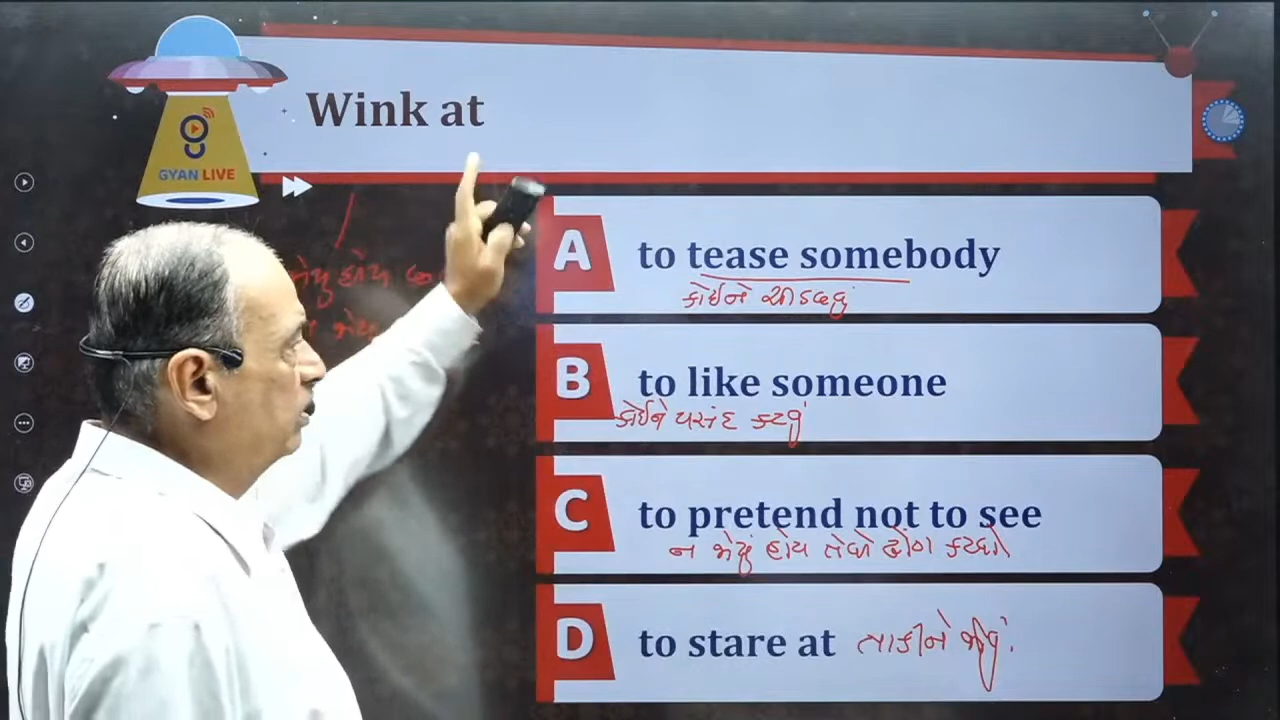 Wink at
GYAN LIVE
હોય
A to tease somebody
કોઈને ચીડવવું
B to like someone
કોઈને પસંદ કરવું
C to pretend not to see
ન જોયું હોય તેવો ઢોંગ કરવો
D to stare at તાકીને જોવું.